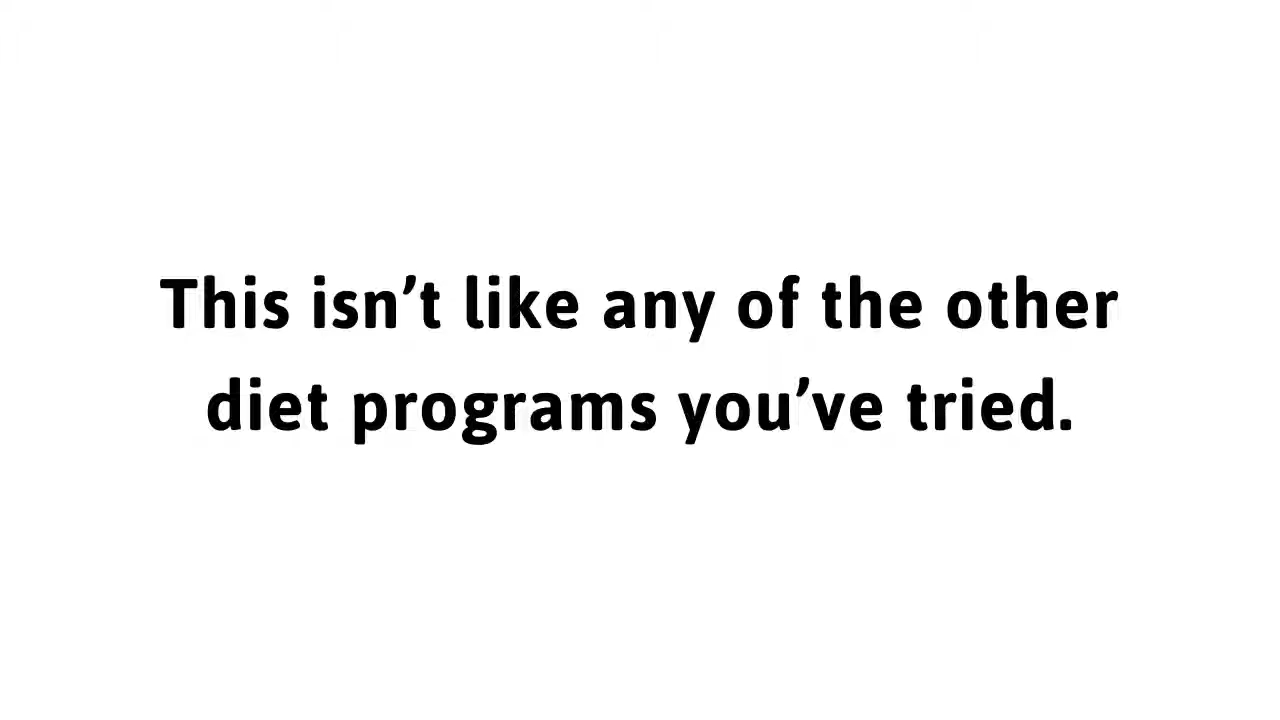 This isn’t like any of the other
diet programs you’ve tried.